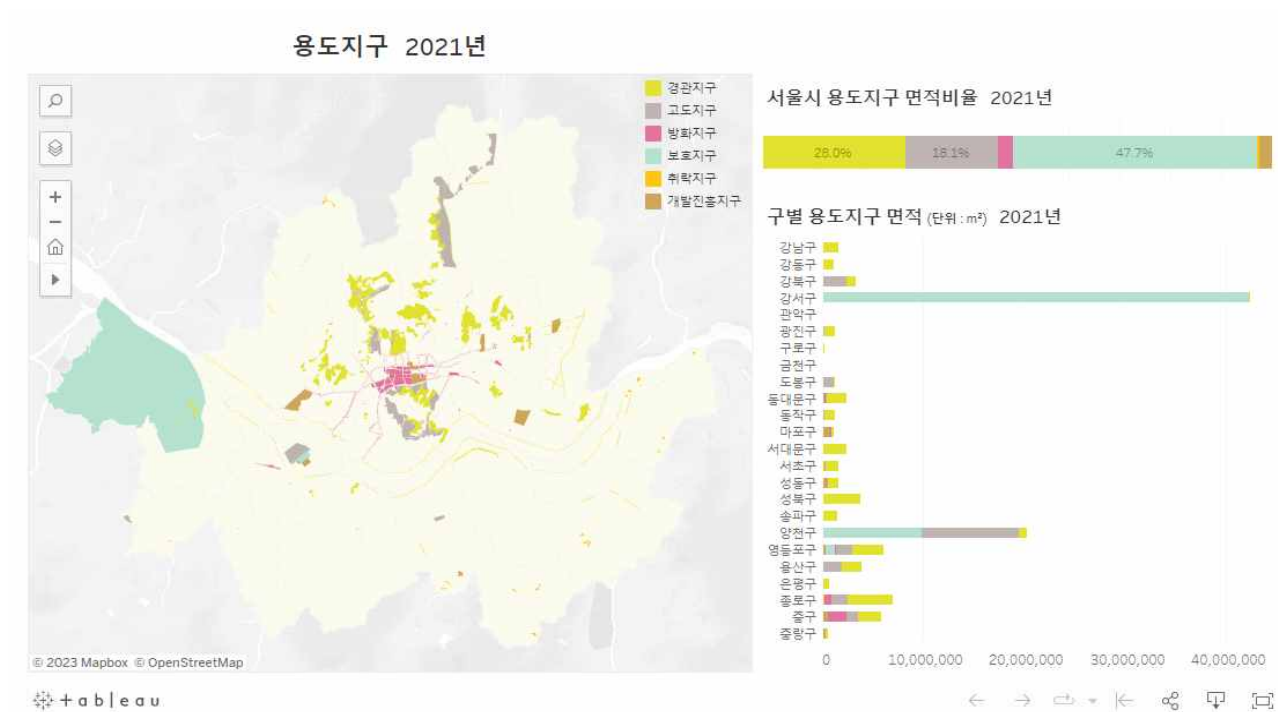 용도지구 2021년
경관지구
고도지구
방화지구
보호지구
취락지구
개발진흥지구
© 2023 Mapbox © OpenStreetMap
서울시 용도지구 면적비율 2021년
28.0% 18.1% 47.7%
구별 용도지구 면적 (단위 : m²) 2021년
강남구
강동구
강북구
강서구
관악구
광진구
구로구
금천구
도봉구
동대문구
동작구
마포구
서대문구
서초구
성동구
성북구
송파구
양천구
영등포구
용산구
은평구
종로구
중구
중랑구
0 10,000,000 20,000,000 30,000,000 40,000,000
+ableau